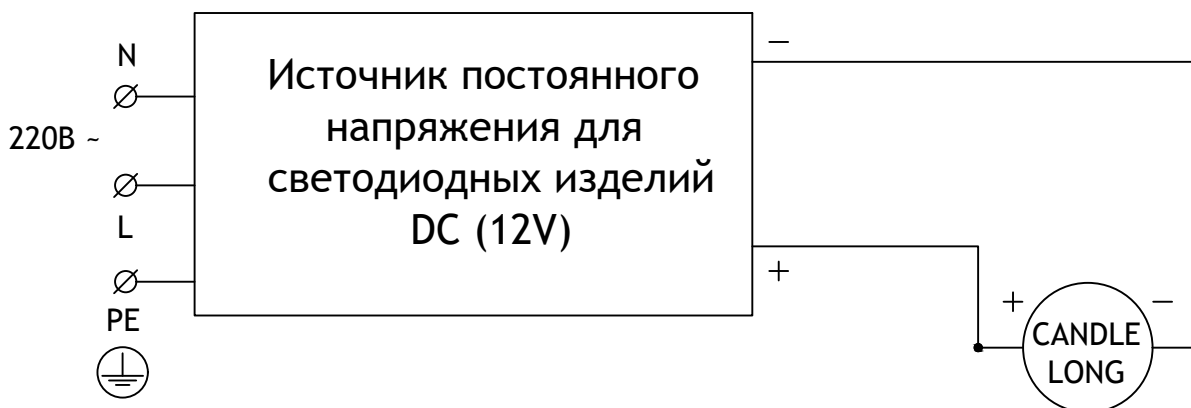 N
220В ~
L
PE
Источник постоянного
напряжения для
светодиодных изделий
DC (12V)
−
+
+
−
CANDLE
LONG